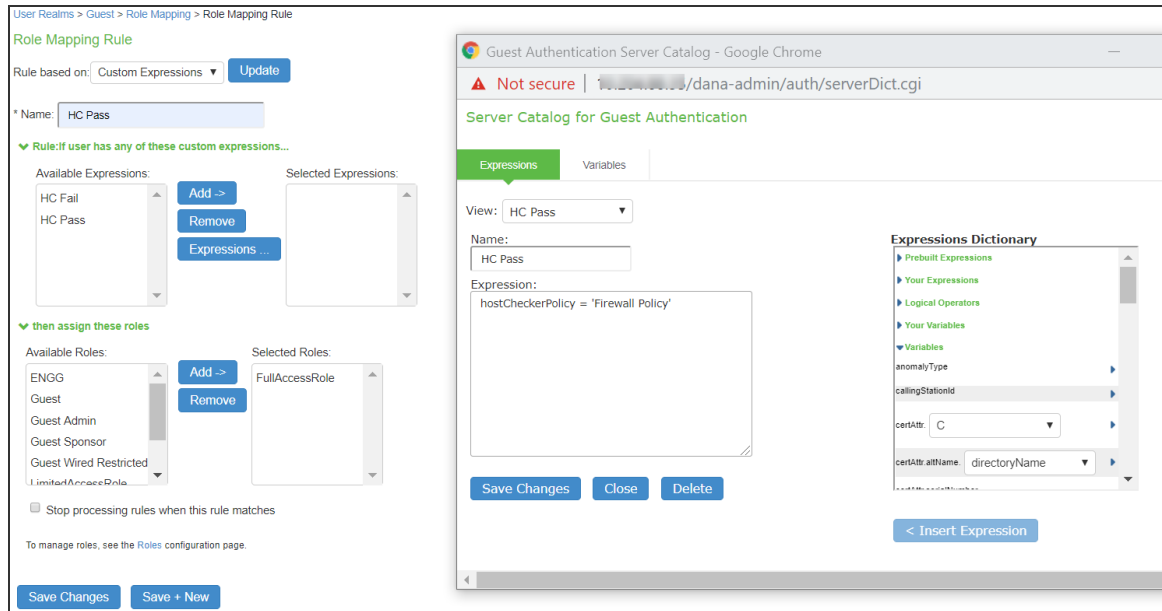 User Realms > Guest > Role Mapping > Role Mapping Rule
Role Mapping Rule
Rule based on: Custom Expressions Update
* Name: HC Pass
Rule:If user has any of these custom expressions...
Available Expressions:
Selected Expressions:
HC Fail
HC Pass
Add ->
Remove
Expressions ...
then assign these roles
Available Roles:
Selected Roles:
ENGG
Guest
Guest Admin
Guest Sponsor
Guest Wired Restricted
LimitedAccessRole
Add ->
Remove
FullAccessRole
Stop processing rules when this rule matches
To manage roles, see the Roles configuration page.
Save Changes
Save + New
Guest Authentication Server Catalog - Google Chrome
Not secure | /dana-admin/auth/serverDict.cgi
Server Catalog for Guest Authentication
Expressions
Variables
View: HC Pass
Name:
HC Pass
Expression:
hostCheckerPolicy = 'Firewall Policy'
Save Changes
Close
Delete
Expressions Dictionary
Prebuilt Expressions
Your Expressions
Logical Operators
Your Variables
Variables
anomalyType
callingStationId
certAttr. C
certAttr.altName. directoryName
certAttr.serialNumber
< Insert Expression